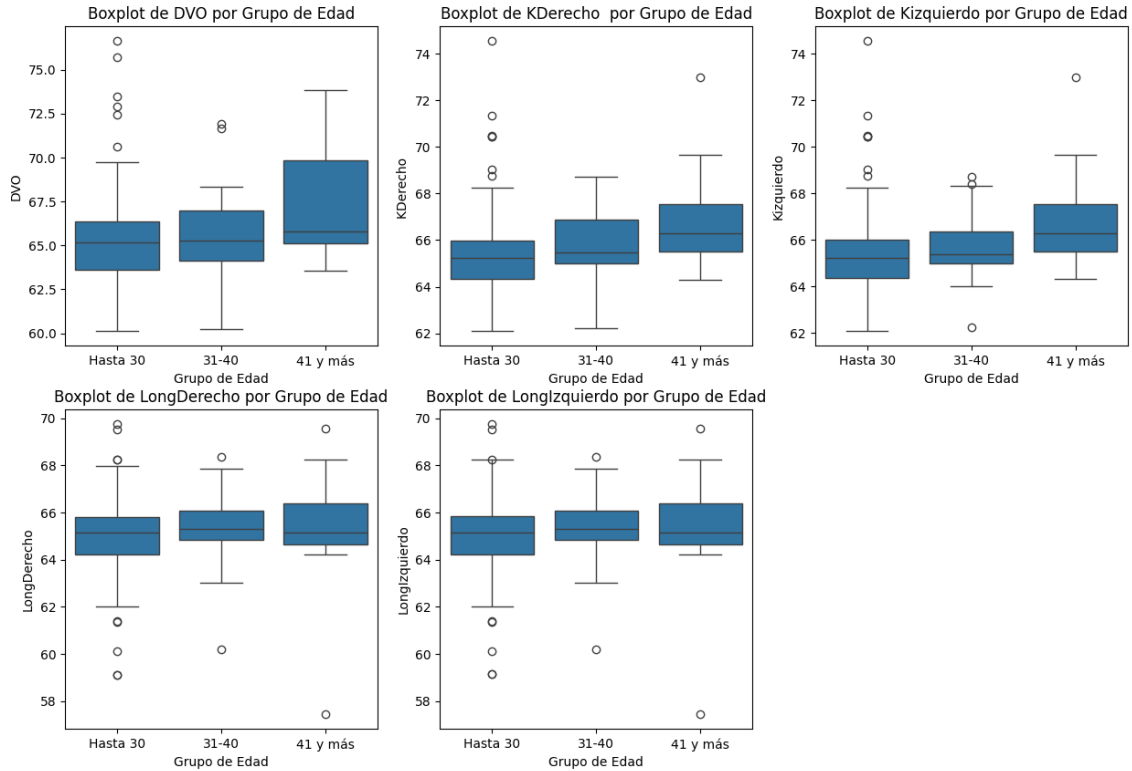 Boxplot de DVO por Grupo de Edad
DVO
75.0
72.5
70.0
67.5
65.0
62.5
60.0
Hasta 30
31-40
41 y más
Grupo de Edad
Boxplot de KDerecho  por Grupo de Edad
KDerecho
74
72
70
68
66
64
62
Hasta 30
31-40
41 y más
Grupo de Edad
Boxplot de Kizquierdo por Grupo de Edad
Kizquierdo
74
72
70
68
66
64
62
Hasta 30
31-40
41 y más
Grupo de Edad
Boxplot de LongDerecho por Grupo de Edad
LongDerecho
70
68
66
64
62
60
58
Hasta 30
31-40
41 y más
Grupo de Edad
Boxplot de LongIzquierdo por Grupo de Edad
LongIzquierdo
70
68
66
64
62
60
58
Hasta 30
31-40
41 y más
Grupo de Edad